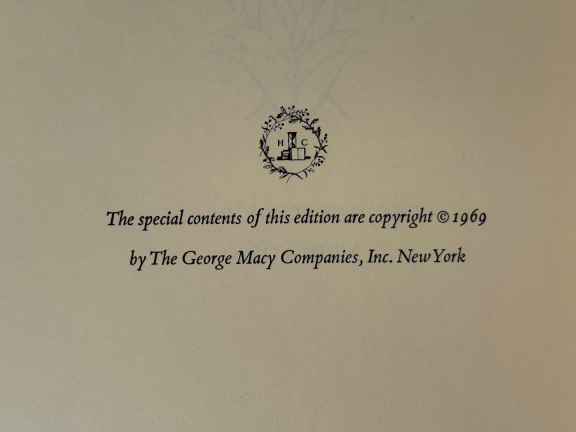 H C
The special contents of this edition are copyright © 1969
by The George Macy Companies, Inc. New York